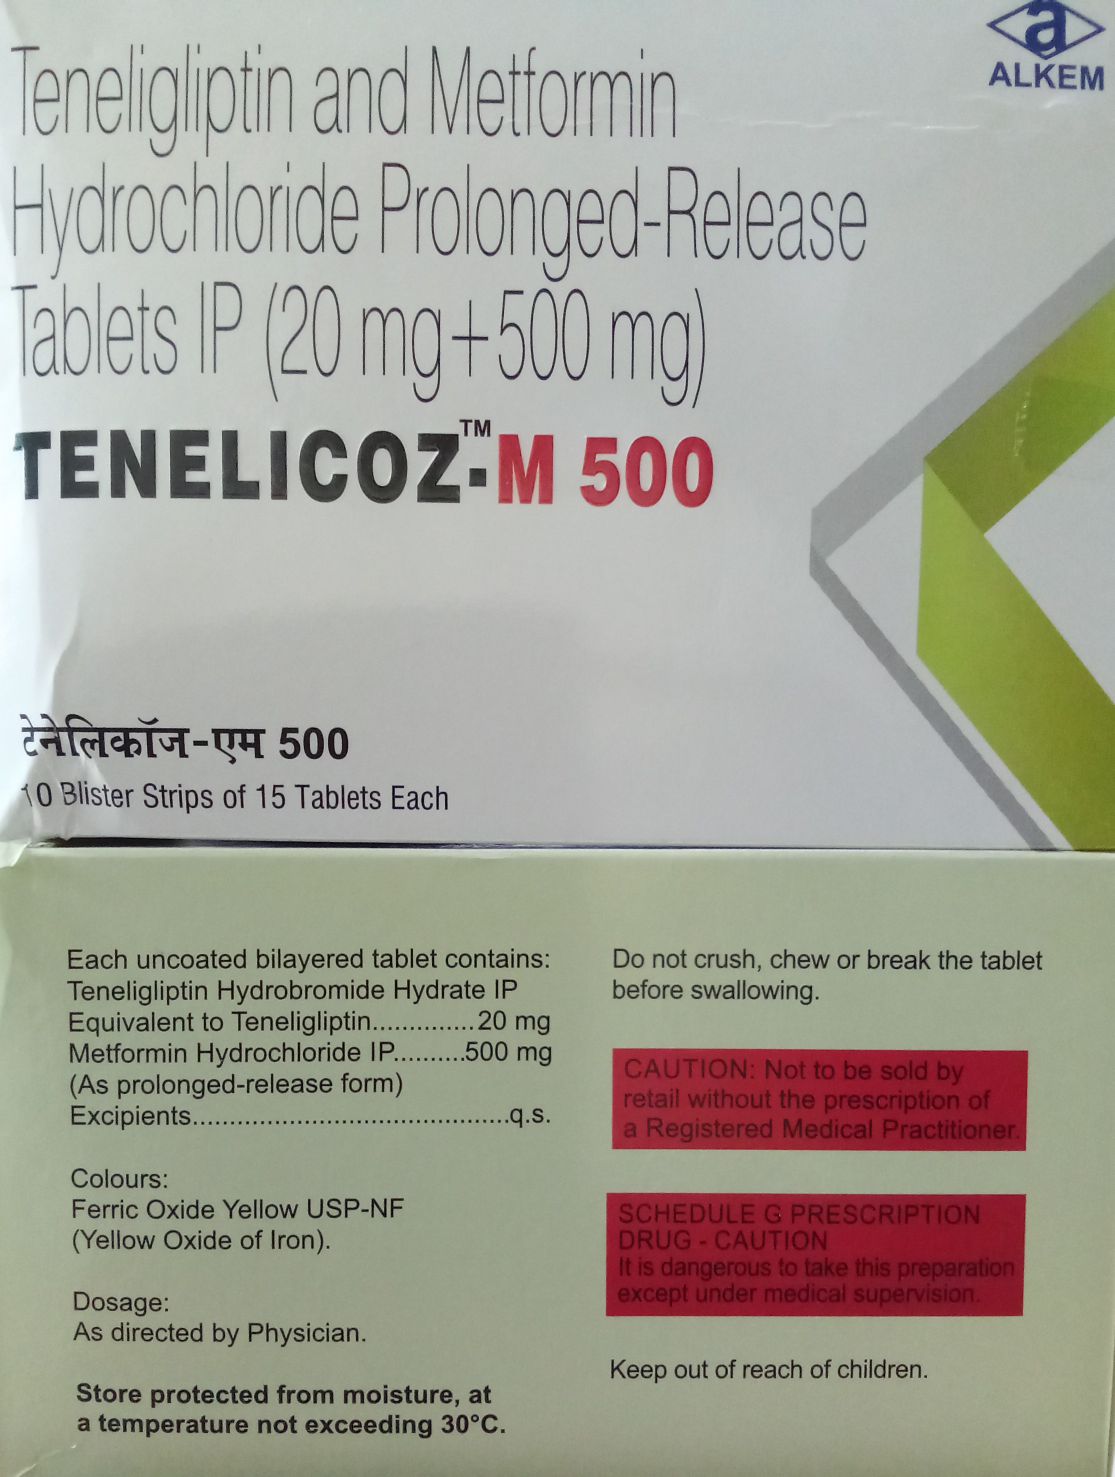 a
ALKEM
Teneligliptin and Metformin
Hydrochloride Prolonged-Release
Tablets IP (20 mg+500 mg)
TENELICOZ™-M 500
टेनेलिकॉज-एम 500
10 Blister Strips of 15 Tablets Each
Each uncoated bilayered tablet contains:
Teneligliptin Hydrobromide Hydrate IP
Equivalent to Teneligliptin..............20 mg
Metformin Hydrochloride IP..........500 mg
(As prolonged-release form)
Excipients...........................................q.s.
Colours:
Ferric Oxide Yellow USP-NF
(Yellow Oxide of Iron).
Dosage:
As directed by Physician.
Store protected from moisture, at
a temperature not exceeding 30°C.
Do not crush, chew or break the tablet
before swallowing.
CAUTION: Not to be sold by
retail without the prescription of
a Registered Medical Practitioner.
SCHEDULE G PRESCRIPTION
DRUG - CAUTION
It is dangerous to take this preparation
except under medical supervision.
Keep out of reach of children.